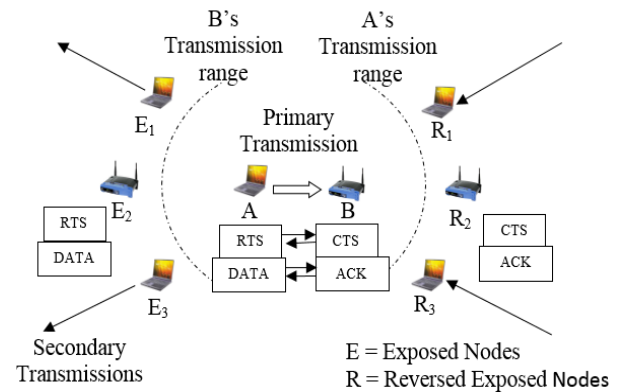 B's
Transmission
range
A's
Transmission
range
E1
R1
Primary
Transmission
E2
A
B
R2
RTS
DATA
RTS
CTS
DATA
ACK
CTS
ACK
E3
R3
Secondary
Transmissions
E = Exposed Nodes
R = Reversed Exposed Nodes